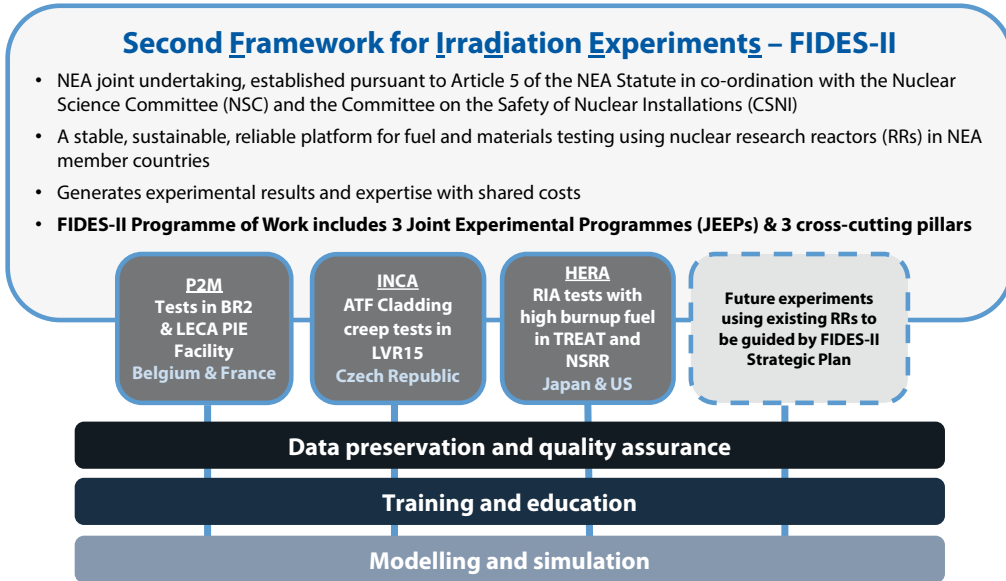 Second Framework for Irradiation Experiments – FIDES-II
• NEA joint undertaking, established pursuant to Article 5 of the NEA Statute in co-ordination with the Nuclear
Science Committee (NSC) and the Committee on the Safety of Nuclear Installations (CSNI)
• A stable, sustainable, reliable platform for fuel and materials testing using nuclear research reactors (RRs) in NEA
member countries
• Generates experimental results and expertise with shared costs
• FIDES-II Programme of Work includes 3 Joint Experimental Programmes (JEEPs) & 3 cross-cutting pillars
P2M
Tests in BR2
& LECA PIE
Facility
Belgium & France
INCA
ATF Cladding
creep tests in
LVR15
Czech Republic
HERA
RIA tests with
high burnup fuel
in TREAT and
NSRR
Japan & US
Future experiments
using existing RRs to
be guided by FIDES-II
Strategic Plan
Data preservation and quality assurance
Training and education
Modelling and simulation